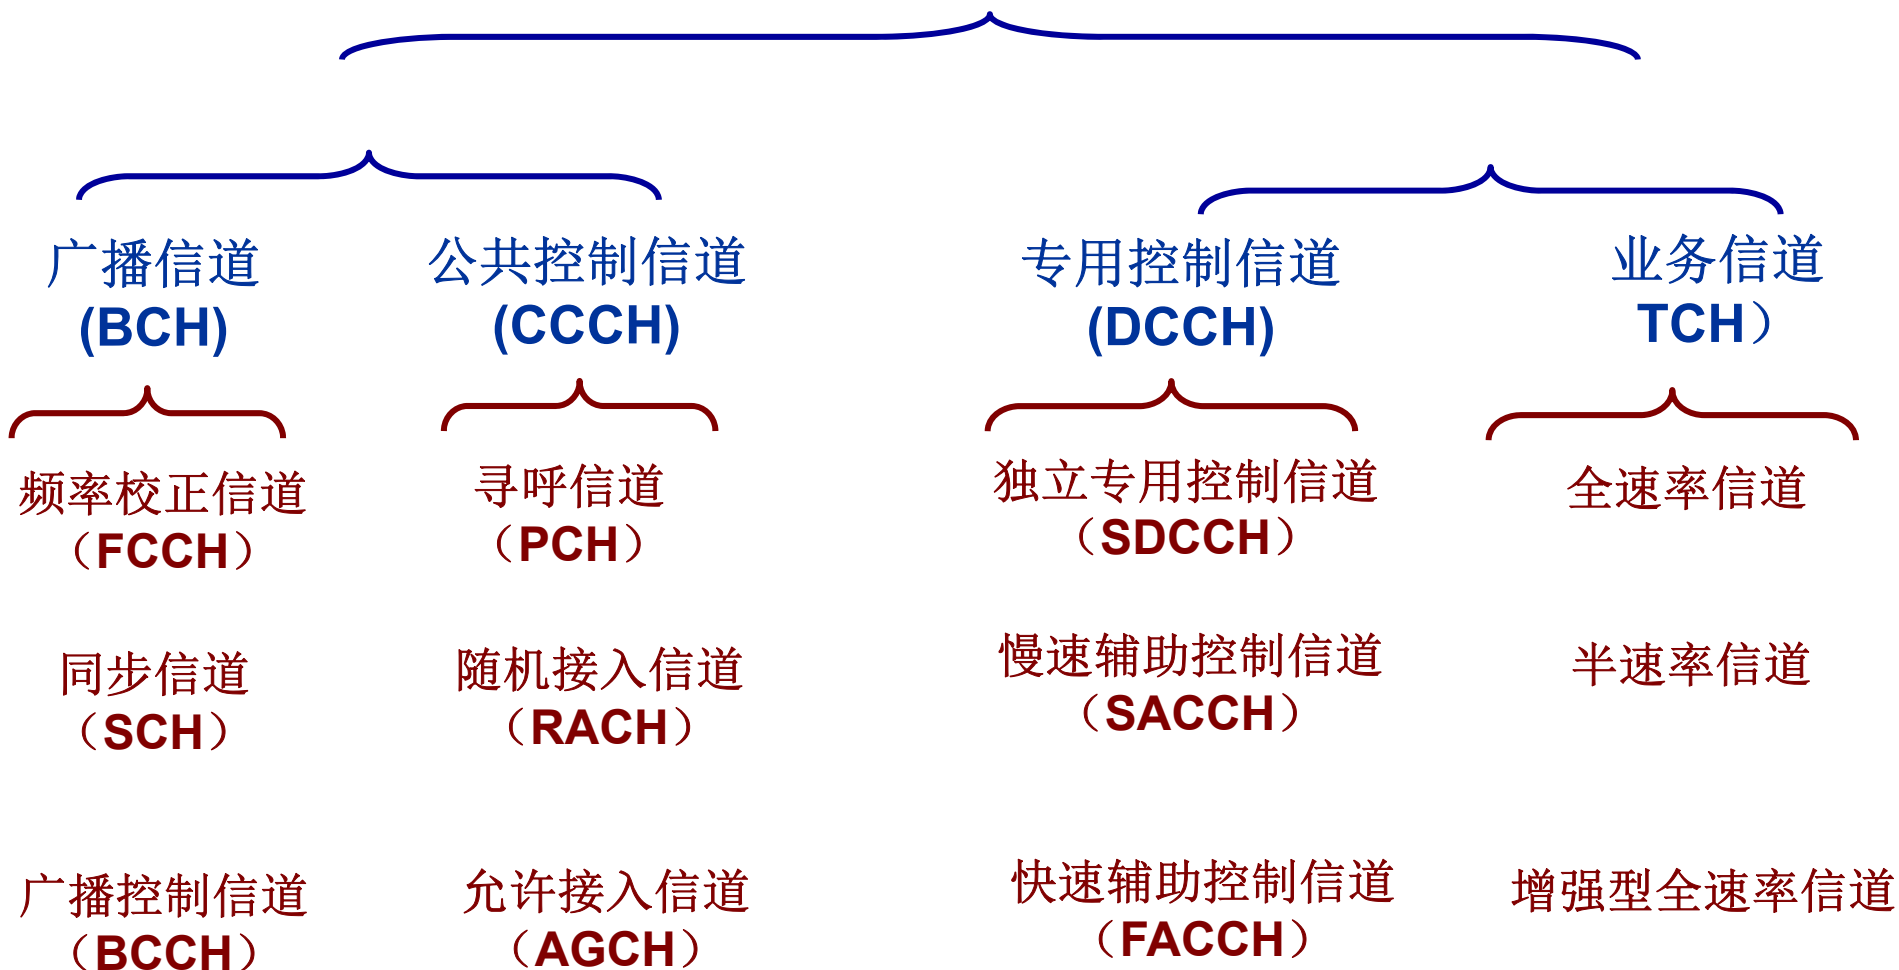 广播信道
(BCH)
公共控制信道
(CCCH)
专用控制信道
(DCCH)
业务信道
TCH）
频率校正信道
（FCCH）
寻呼信道
（PCH）
独立专用控制信道
（SDCCH）
全速率信道
同步信道
（SCH）
随机接入信道
（RACH）
慢速辅助控制信道
（SACCH）
半速率信道
广播控制信道
（BCCH）
允许接入信道
（AGCH）
快速辅助控制信道
（FACCH）
增强型全速率信道